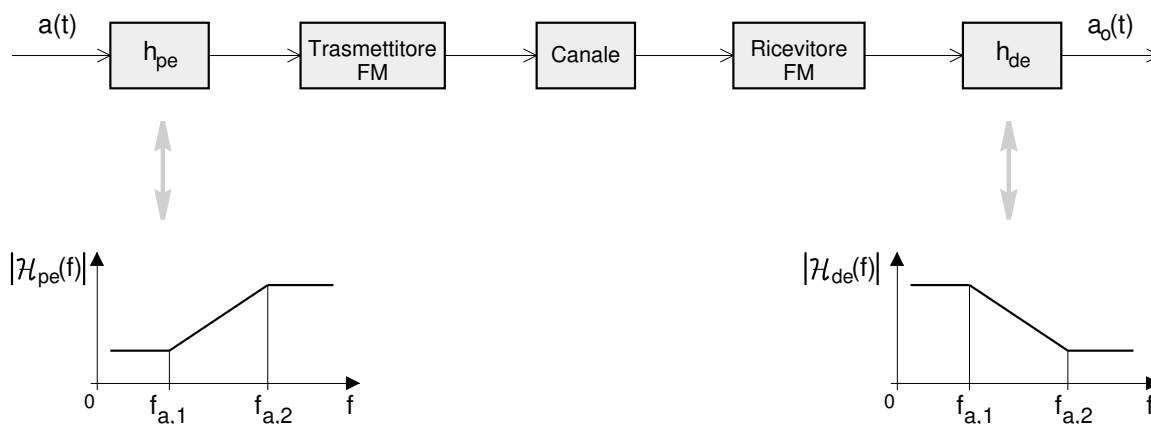 a(t)
h_pe
Trasmettitore
FM
Canale
Ricevitore
FM
h_de
a_o(t)
|ℋ_pe(f)|
0
f_a,1
f_a,2
f
|ℋ_de(f)|
0
f_a,1
f_a,2
f